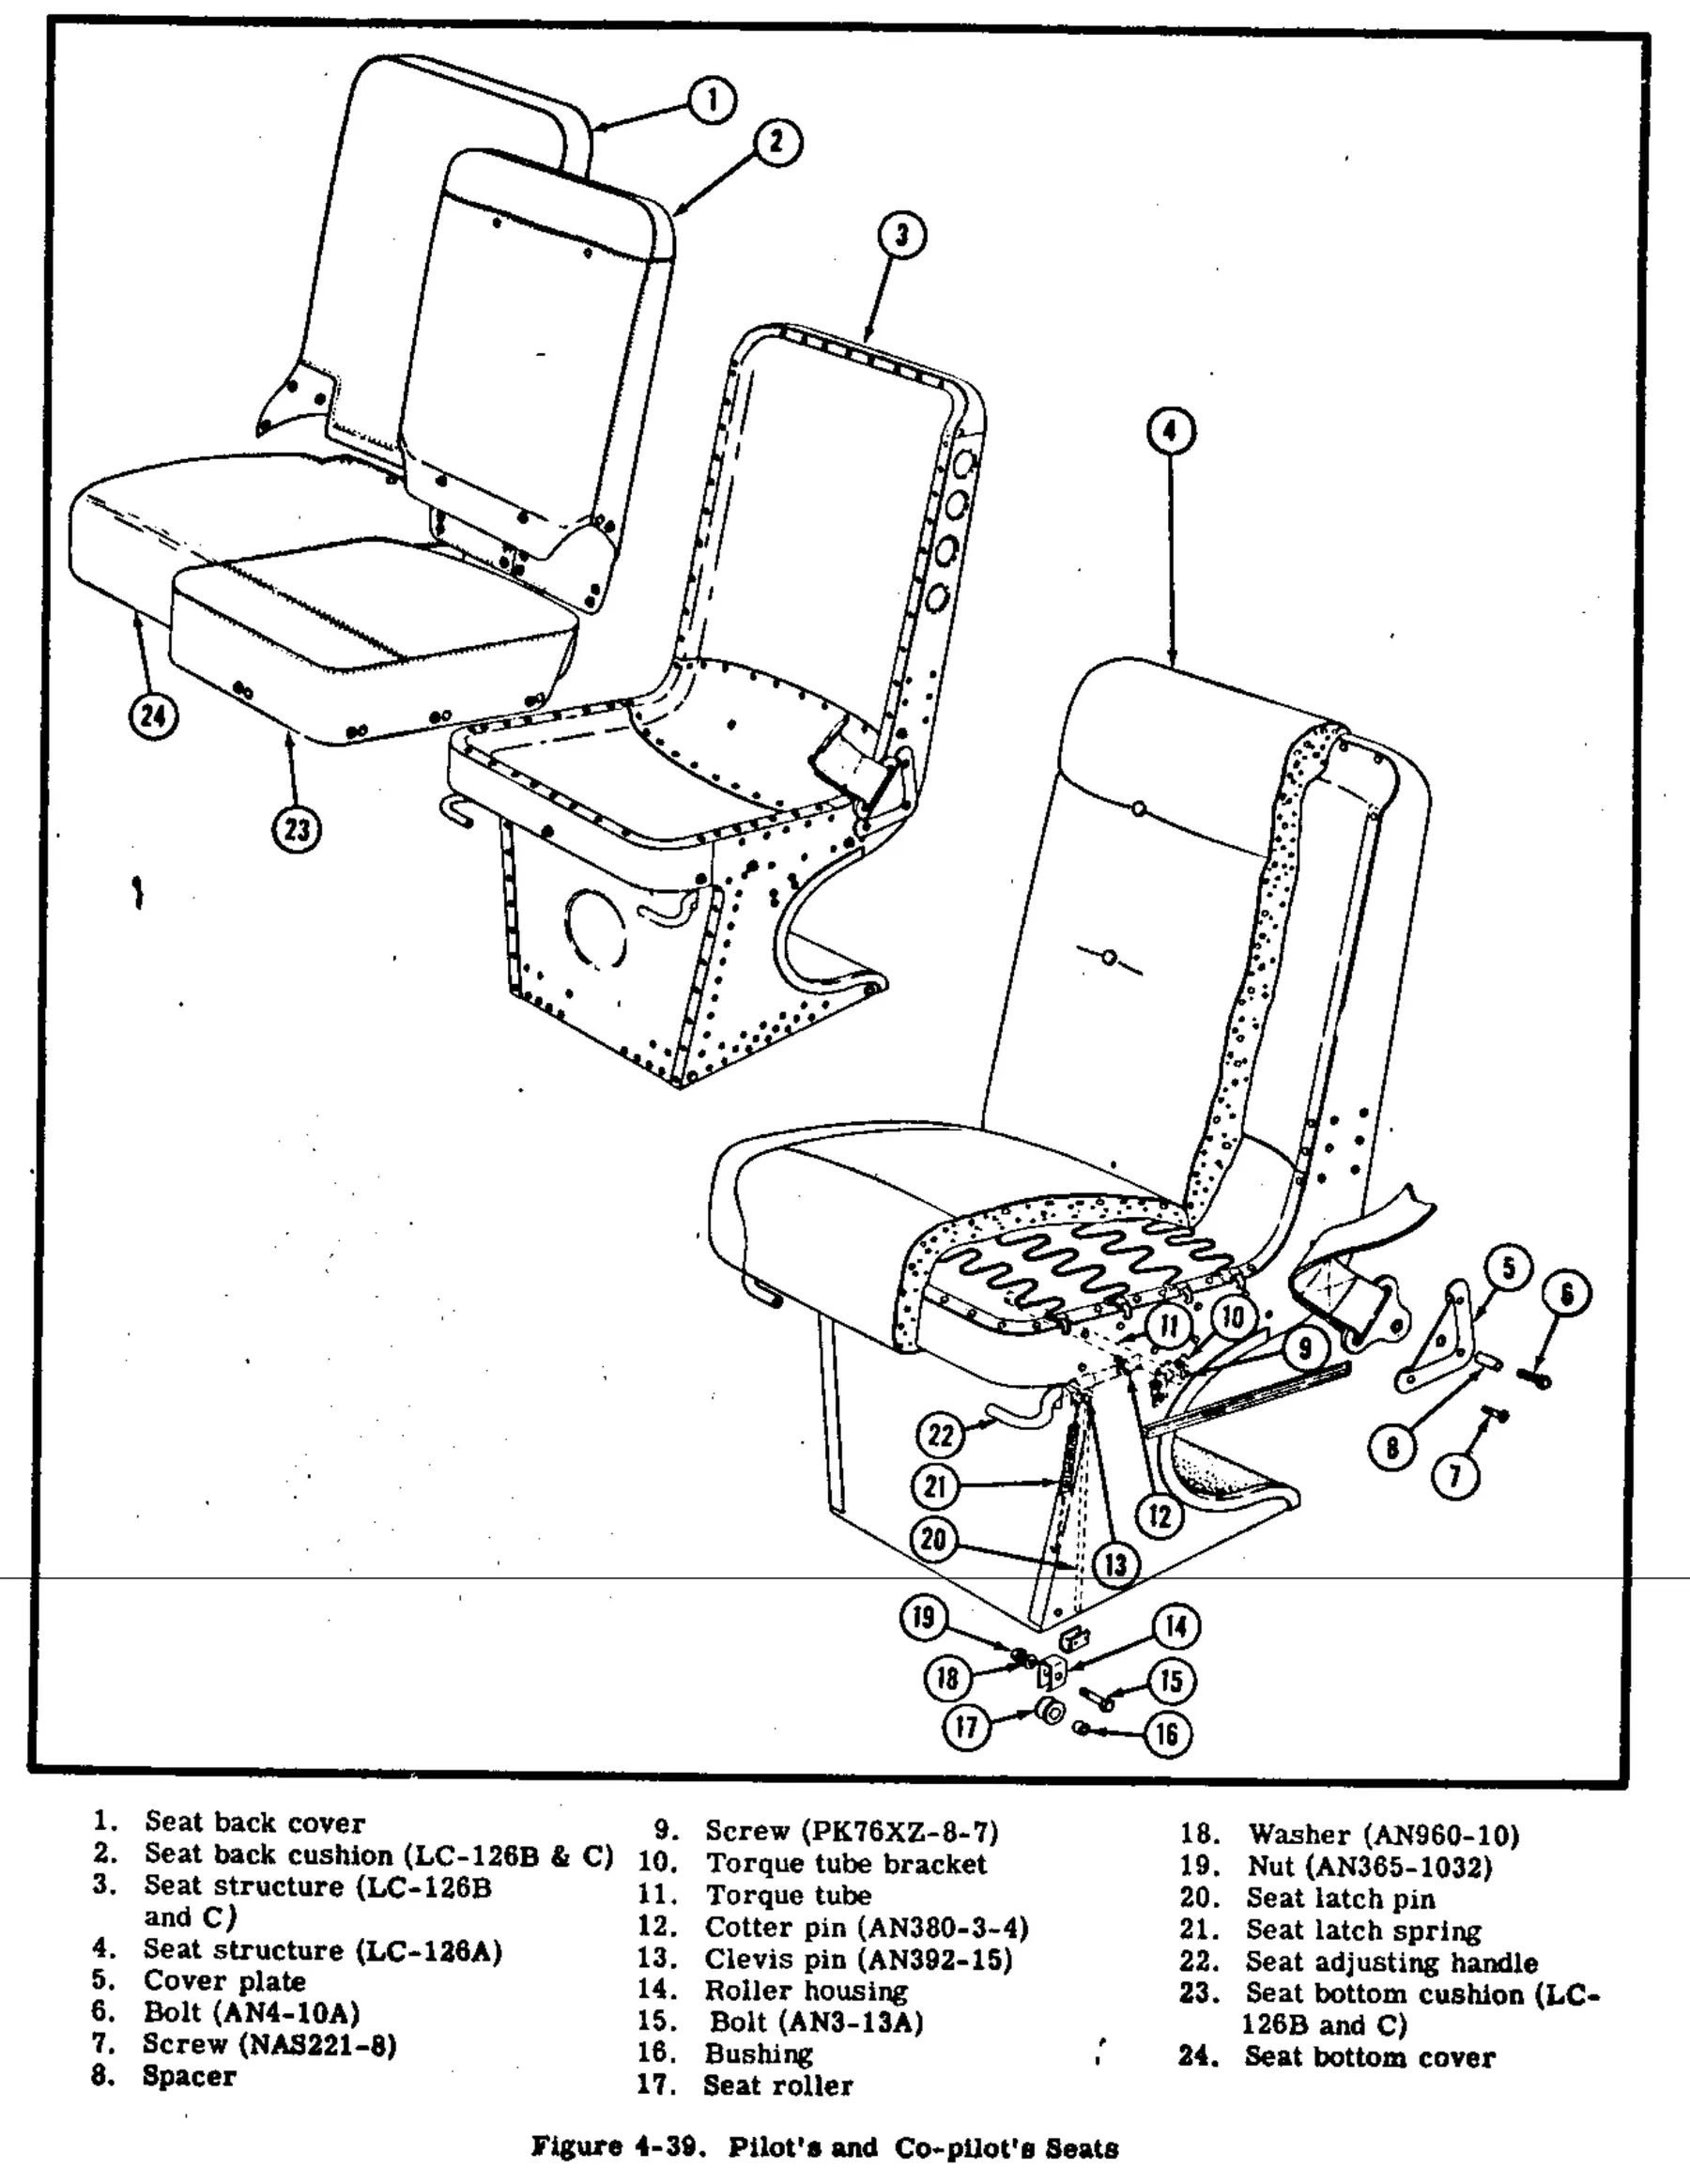 1
2
3
4
24
23
5
6
10
11
9
22
8
7
21
12
20
13
19
14
18
15
17
16
1. Seat back cover
2. Seat back cushion (LC-126B & C)
3. Seat structure (LC-126B
and C)
4. Seat structure (LC-126A)
5. Cover plate
6. Bolt (AN4-10A)
7. Screw (NAS221-8)
8. Spacer
9. Screw (PK76XZ-8-7)
10. Torque tube bracket
11. Torque tube
12. Cotter pin (AN380-3-4)
13. Clevis pin (AN392-15)
14. Roller housing
15. Bolt (AN3-13A)
16. Bushing
17. Seat roller
18. Washer (AN960-10)
19. Nut (AN365-1032)
20. Seat latch pin
21. Seat latch spring
22. Seat adjusting handle
23. Seat bottom cushion (LC-
126B and C)
24. Seat bottom cover
Figure 4-39. Pilot's and Co-pilot's Seats